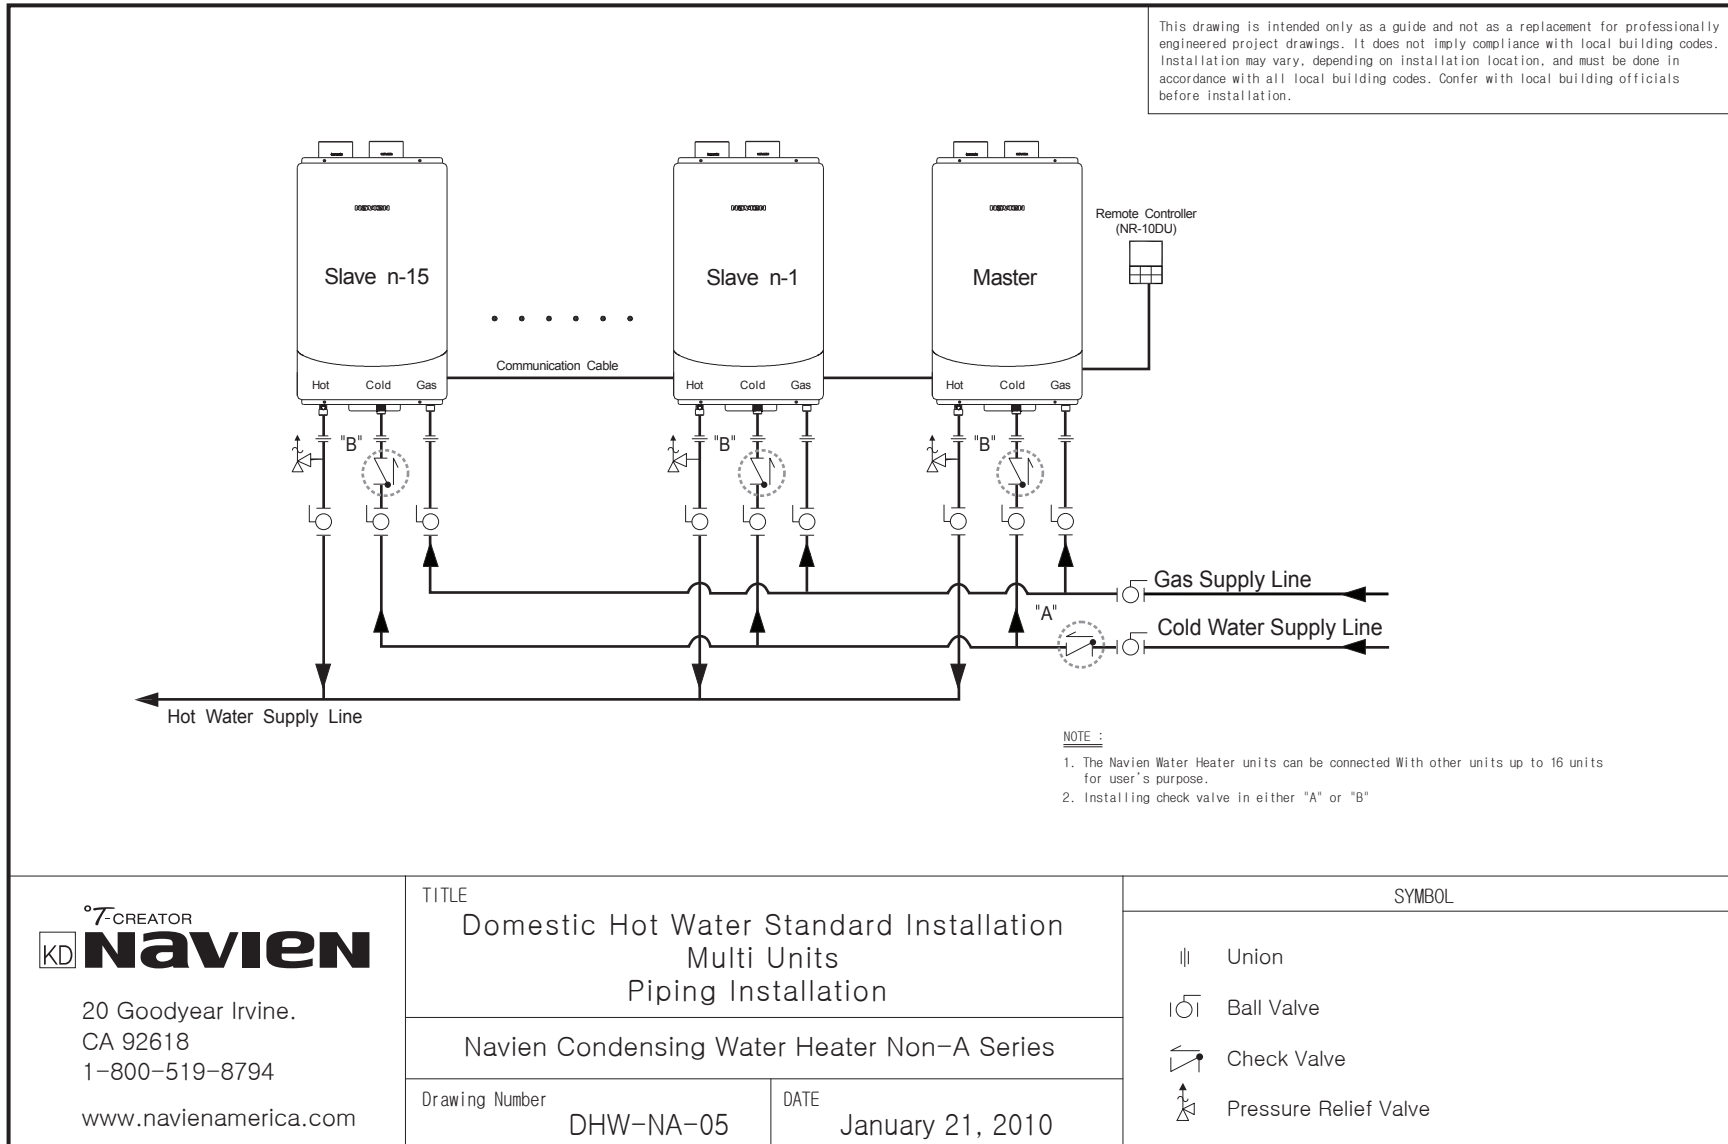 This drawing is intended only as a guide and not as a replacement for professionally
engineered project drawings. It does not imply compliance with local building codes.
Installation may vary, depending on installation location, and must be done in
accordance with all local building codes. Confer with local building officials
before installation.
NAVIEN
NAVIEN
NAVIEN
Remote Controller
(NR-10DU)
Slave n-15
Slave n-1
Master
Communication Cable
Hot Cold Gas
Hot Cold Gas
Hot Cold Gas
"B"
"B"
"B"
Gas Supply Line
"A"
Cold Water Supply Line
Hot Water Supply Line
NOTE :
1. The Navien Water Heater units can be connected With other units up to 16 units
for user's purpose.
2. Installing check valve in either "A" or "B"
°T-CREATOR
KD NAVIEN
20 Goodyear Irvine.
CA 92618
1-800-519-8794
www.navienamerica.com
TITLE
Domestic Hot Water Standard Installation
Multi Units
Piping Installation
Navien Condensing Water Heater Non-A Series
Drawing Number
DHW-NA-05
DATE
January 21, 2010
SYMBOL
Union
Ball Valve
Check Valve
Pressure Relief Valve